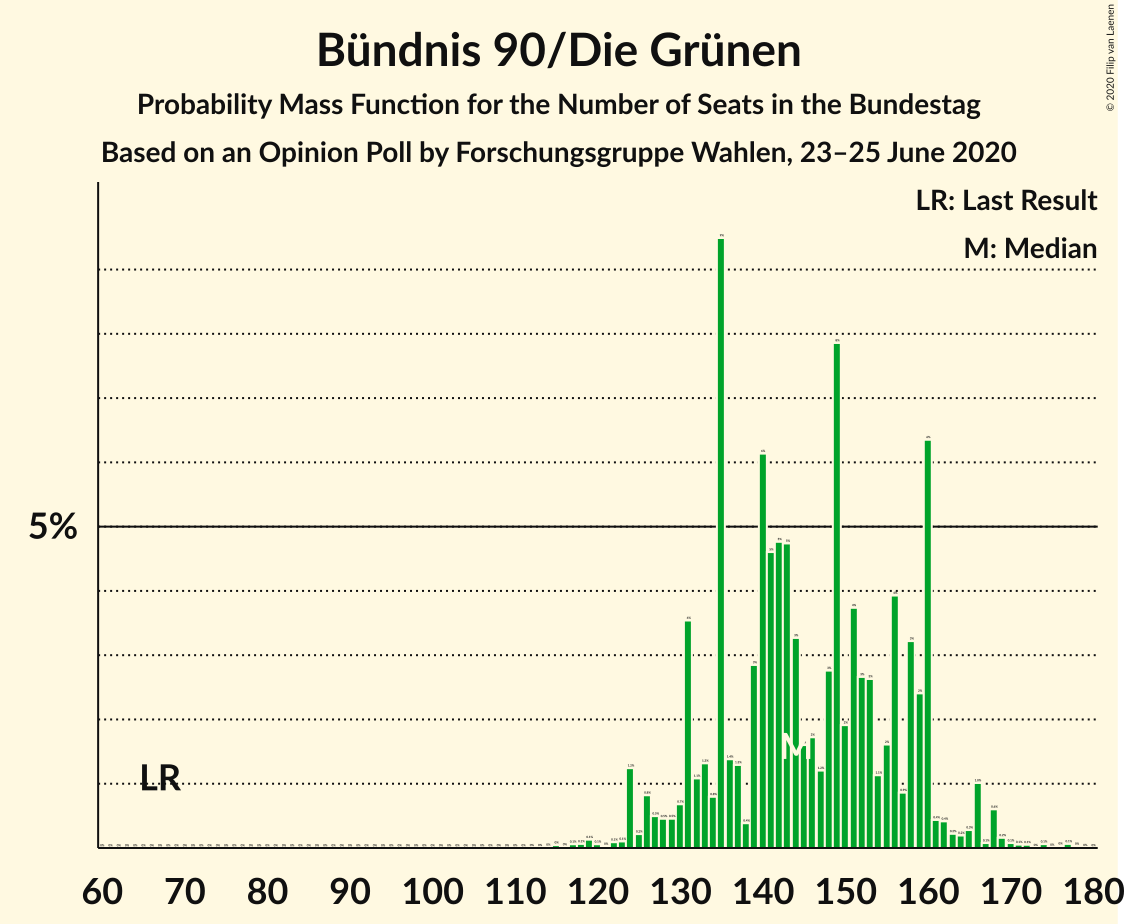 Bündnis 90/Die Grünen
Probability Mass Function for the Number of Seats in the Bundestag
Based on an Opinion Poll by Forschungsgruppe Wahlen, 23–25 June 2020
© 2020 Filip van Laenen
LR: Last Result
M: Median
5%
LR
M
60 70 80 90 100 110 120 130 140 150 160 170 180